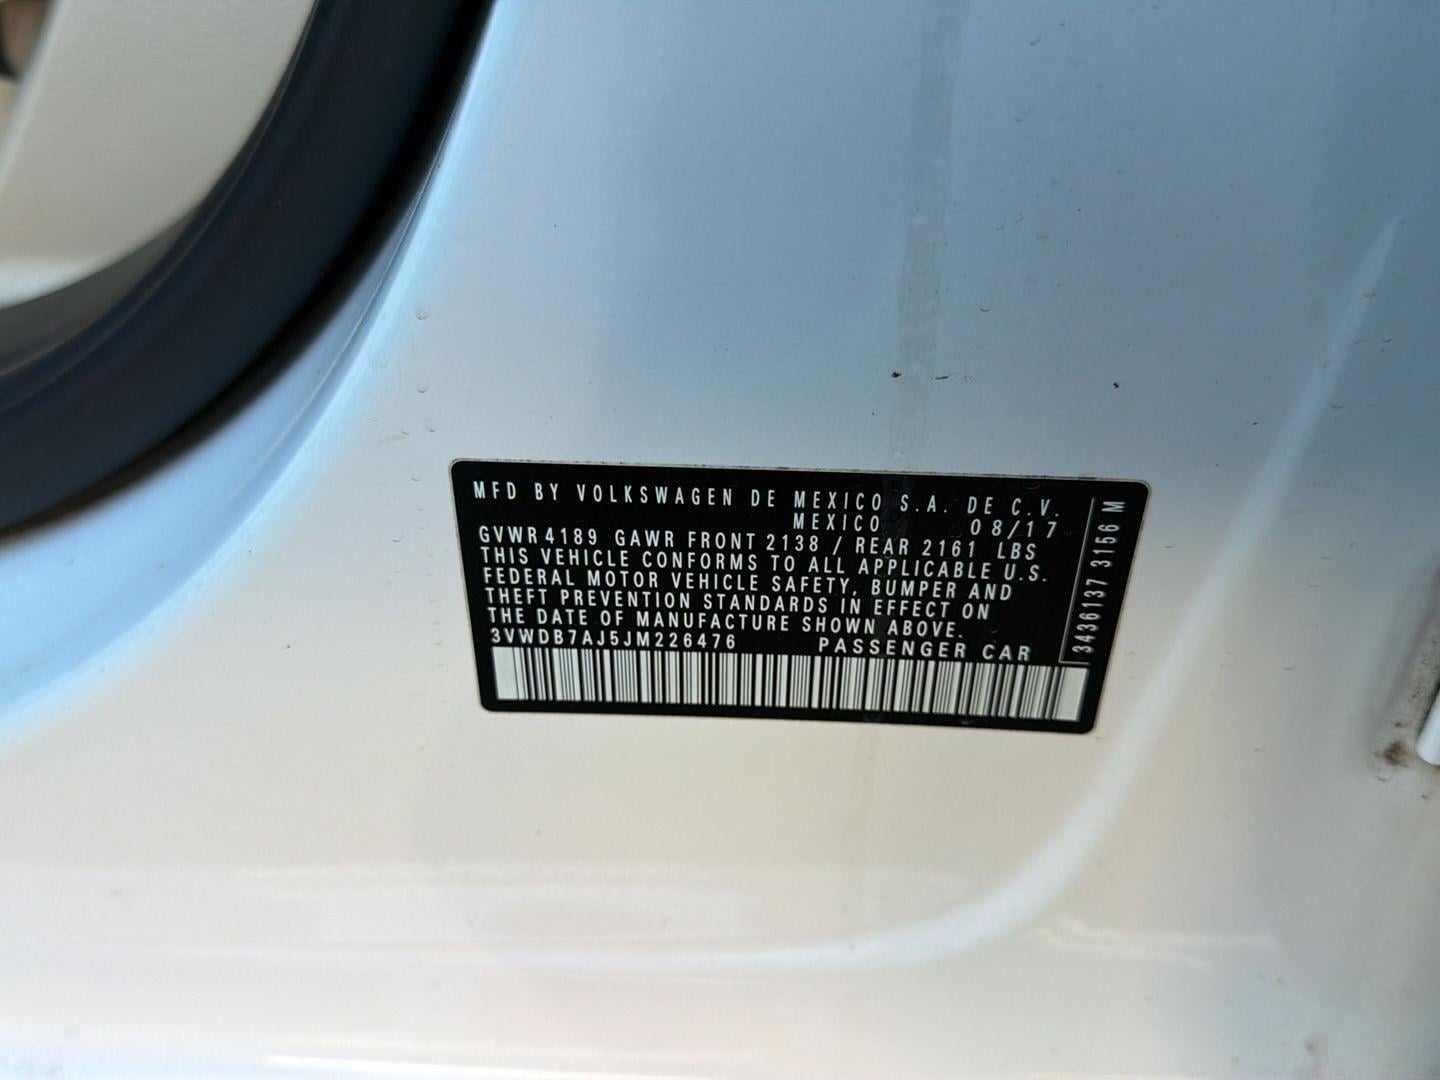 MFD BY VOLKSWAGEN DE MEXICO S.A. DE C.V.
MEXICO 08/17
GVWR 4189 GAWR FRONT 2138 / REAR 2161 LBS
THIS VEHICLE CONFORMS TO ALL APPLICABLE U.S.
FEDERAL MOTOR VEHICLE SAFETY, BUMPER AND
THEFT PREVENTION STANDARDS IN EFFECT ON
THE DATE OF MANUFACTURE SHOWN ABOVE.
3VWDB7AJ5JM226476 PASSENGER CAR
3436137 3156 M